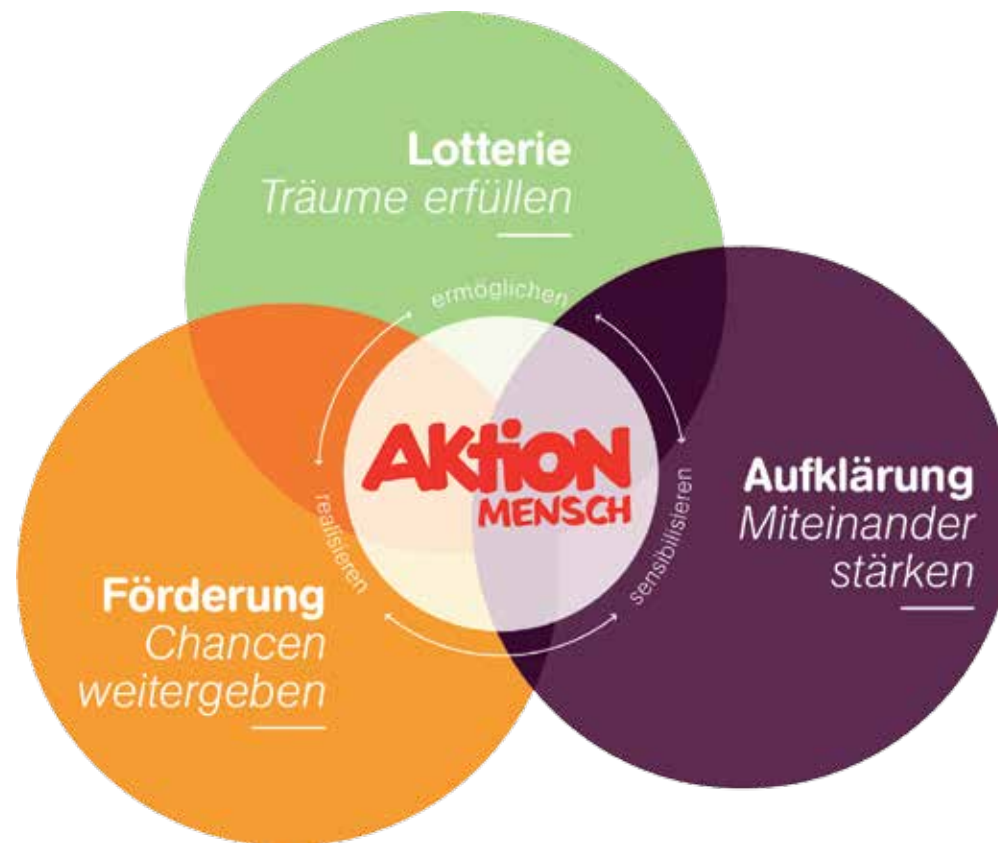 Lotterie
Träume erfüllen
ermöglichen
AKtiON
MENSCH
realisieren
sensibilisieren
Aufklärung
Miteinander
stärken
Förderung
Chancen
weitergeben